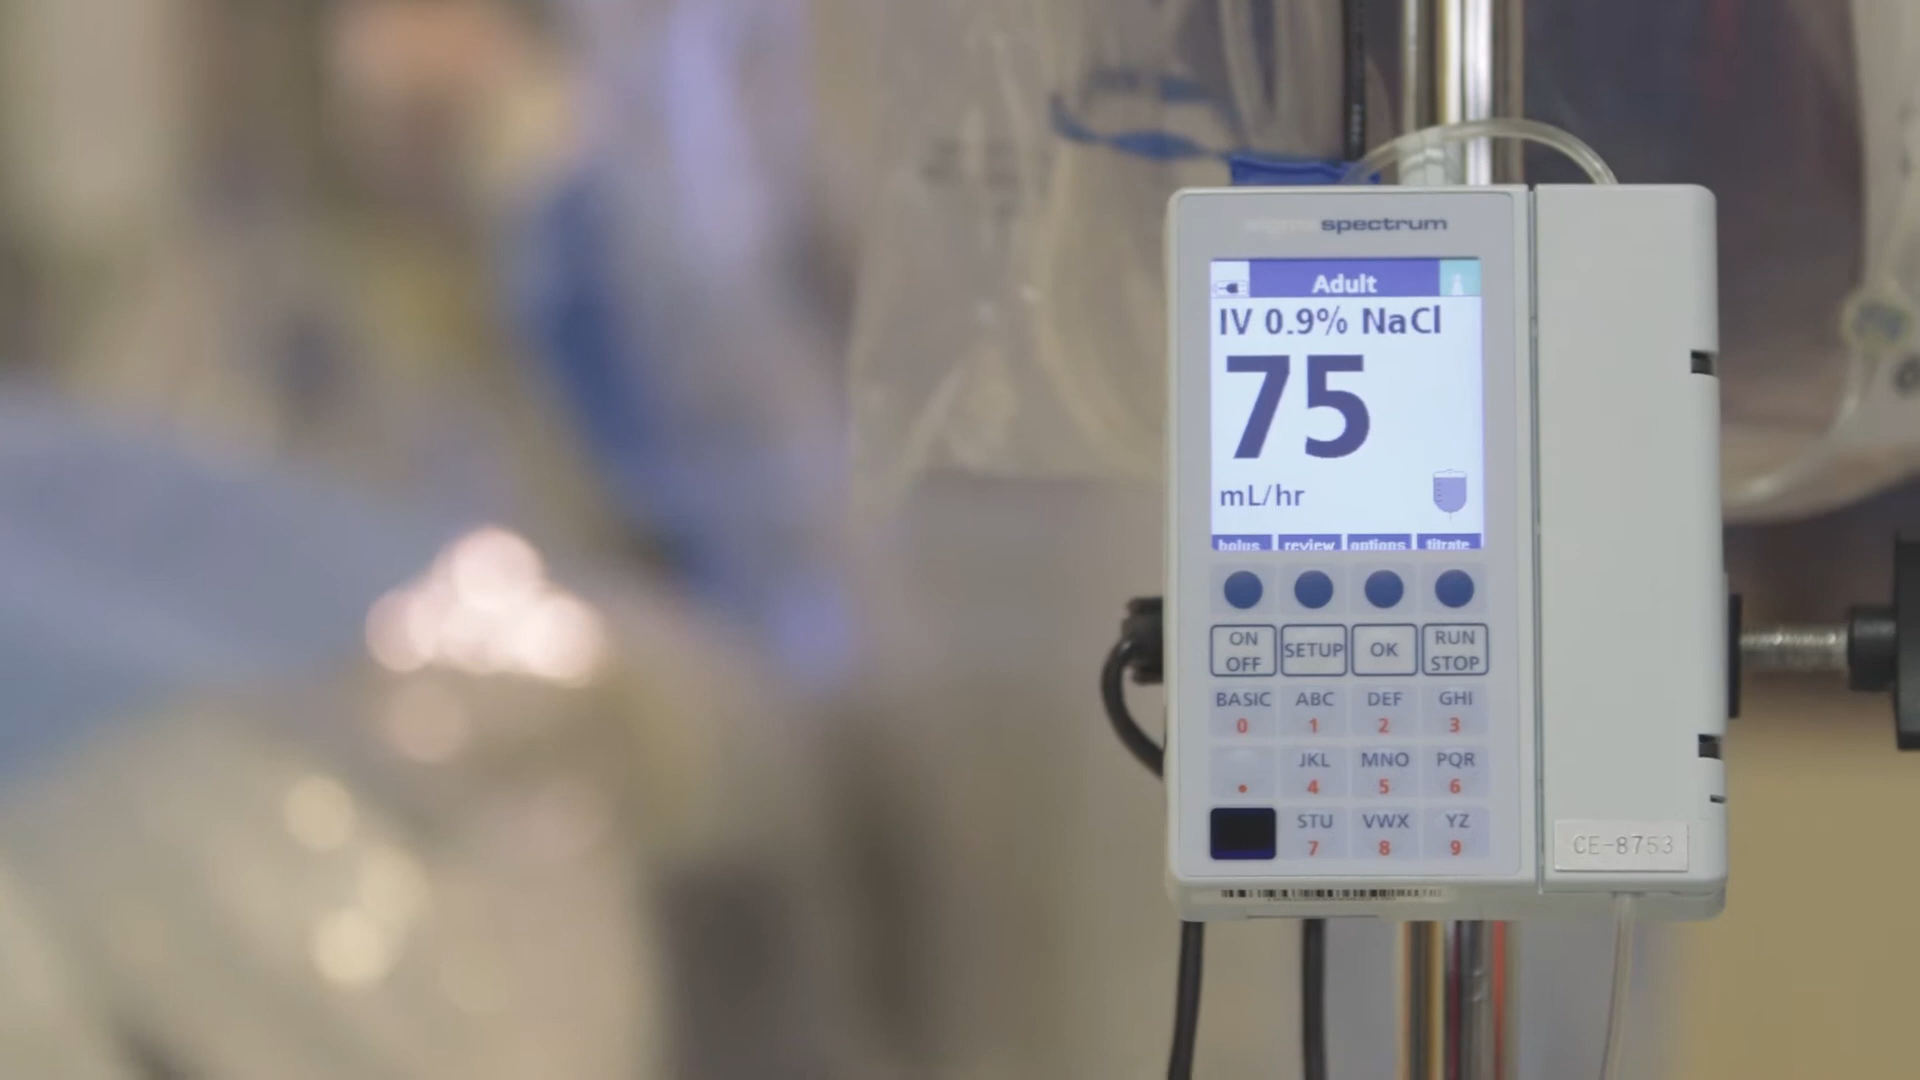 sigma spectrum
Adult
IV 0.9% NaCl
75
mL/hr
bolus review options titrate
ON OFF
SETUP
OK
RUN STOP
BASIC ABC DEF GHI
0 1 2 3
JKL MNO PQR
. 4 5 6
STU VWX YZ
7 8 9
CE-8753